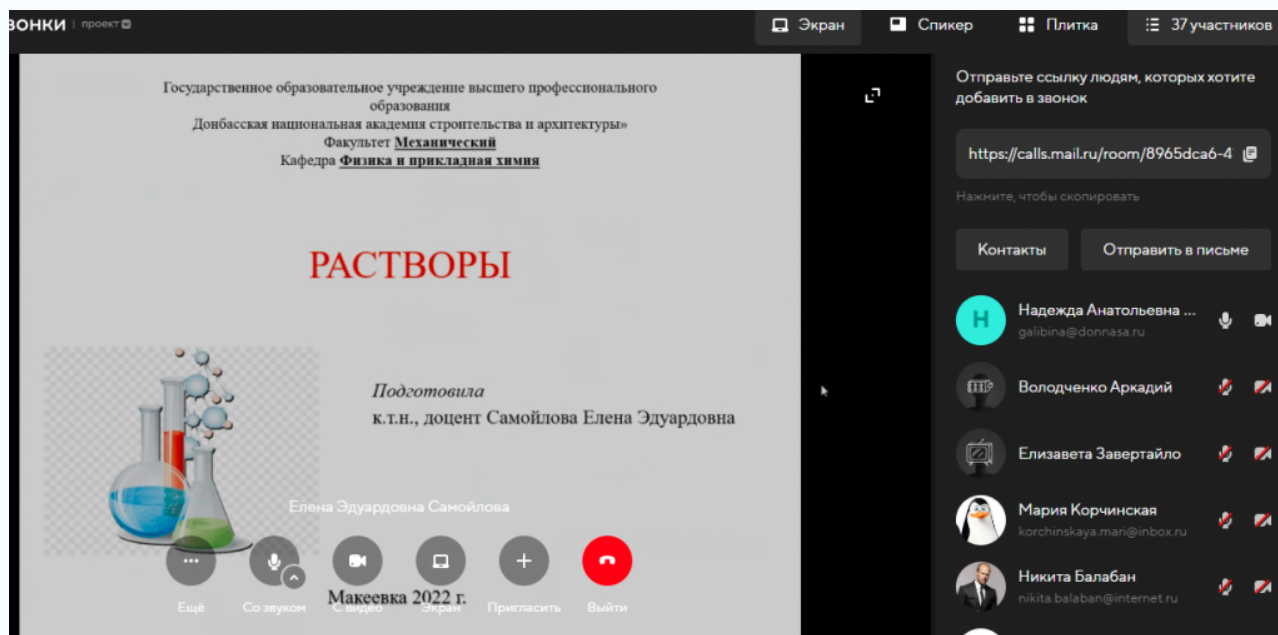 ЗВОНКИ | проект
Экран
Спикер
Плитка
37 участников
Государственное образовательное учреждение высшего профессионального
образования
Донбасская национальная академия строительства и архитектуры»
Факультет Механический
Кафедра Физика и прикладная химия
РАСТВОРЫ
Подготовила
к.т.н., доцент Самойлова Елена Эдуардовна
Елена Эдуардовна Самойлова
Макеевка 2022 г.
Ещё
Со звуком
С видео
Экран
Пригласить
Выйти
Отправьте ссылку людям, которых хотите
добавить в звонок
https://calls.mail.ru/room/8965dca6-4
Нажмите, чтобы скопировать
Контакты
Отправить в письме
Н
Надежда Анатольевна ...
galibina@donnasa.ru
Володченко Аркадий
Елизавета Завертайло
Мария Корчинская
korchinskaya.mari@inbox.ru
Никита Балабан
nikita.balaban@internet.ru